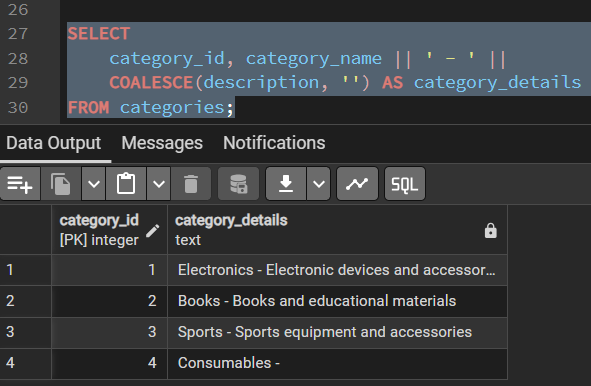 26
27 SELECT
28 category_id, category_name || ' - ' ||
29 COALESCE(description, '') AS category_details
30 FROM categories;
Data Output Messages Notifications
SQL
category_id category_details
[PK] integer text
1 1 Electronics - Electronic devices and accessor...
2 2 Books - Books and educational materials
3 3 Sports - Sports equipment and accessories
4 4 Consumables -